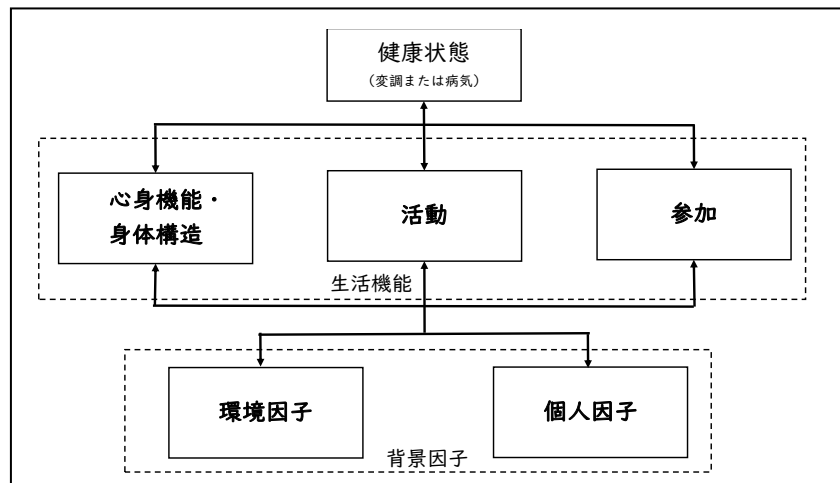 健康状態
(変調または病気)
心身機能・
身体構造
活動
参加
生活機能
環境因子
個人因子
背景因子